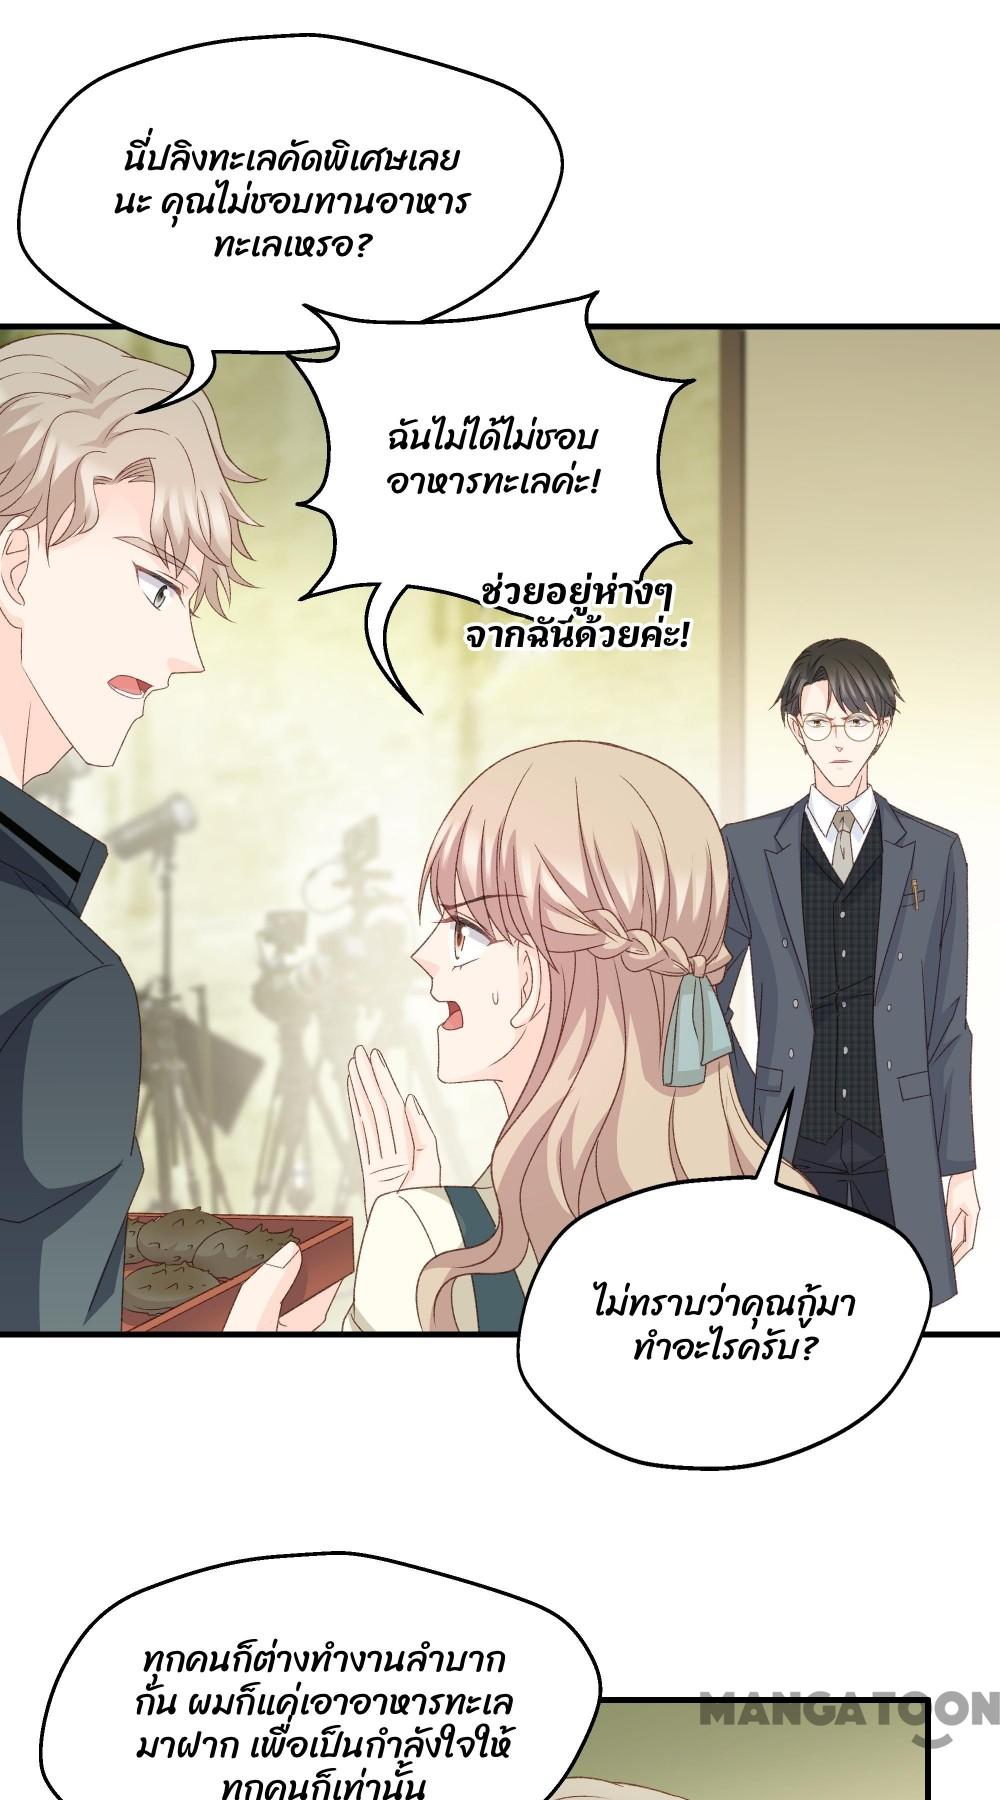 นี่ปลิงทะเลคัดพิเศษเลย
นะ คุณไม่ชอบทานอาหาร
ทะเลเหรอ?
ฉันไม่ได้ไม่ชอบ
อาหารทะเลค่ะ!
ช่วยอยู่ห่างๆ
จากฉันด้วยค่ะ!
ไม่ทราบว่าคุณกู้มา
ทำอะไรครับ?
ทุกคนก็ต่างทำงานลำบาก
กัน ผมก็แค่เอาอาหารทะเล
มาฝาก เพื่อเป็นกำลังใจให้
ทุกคนก็เท่านั้น
MANGATOON